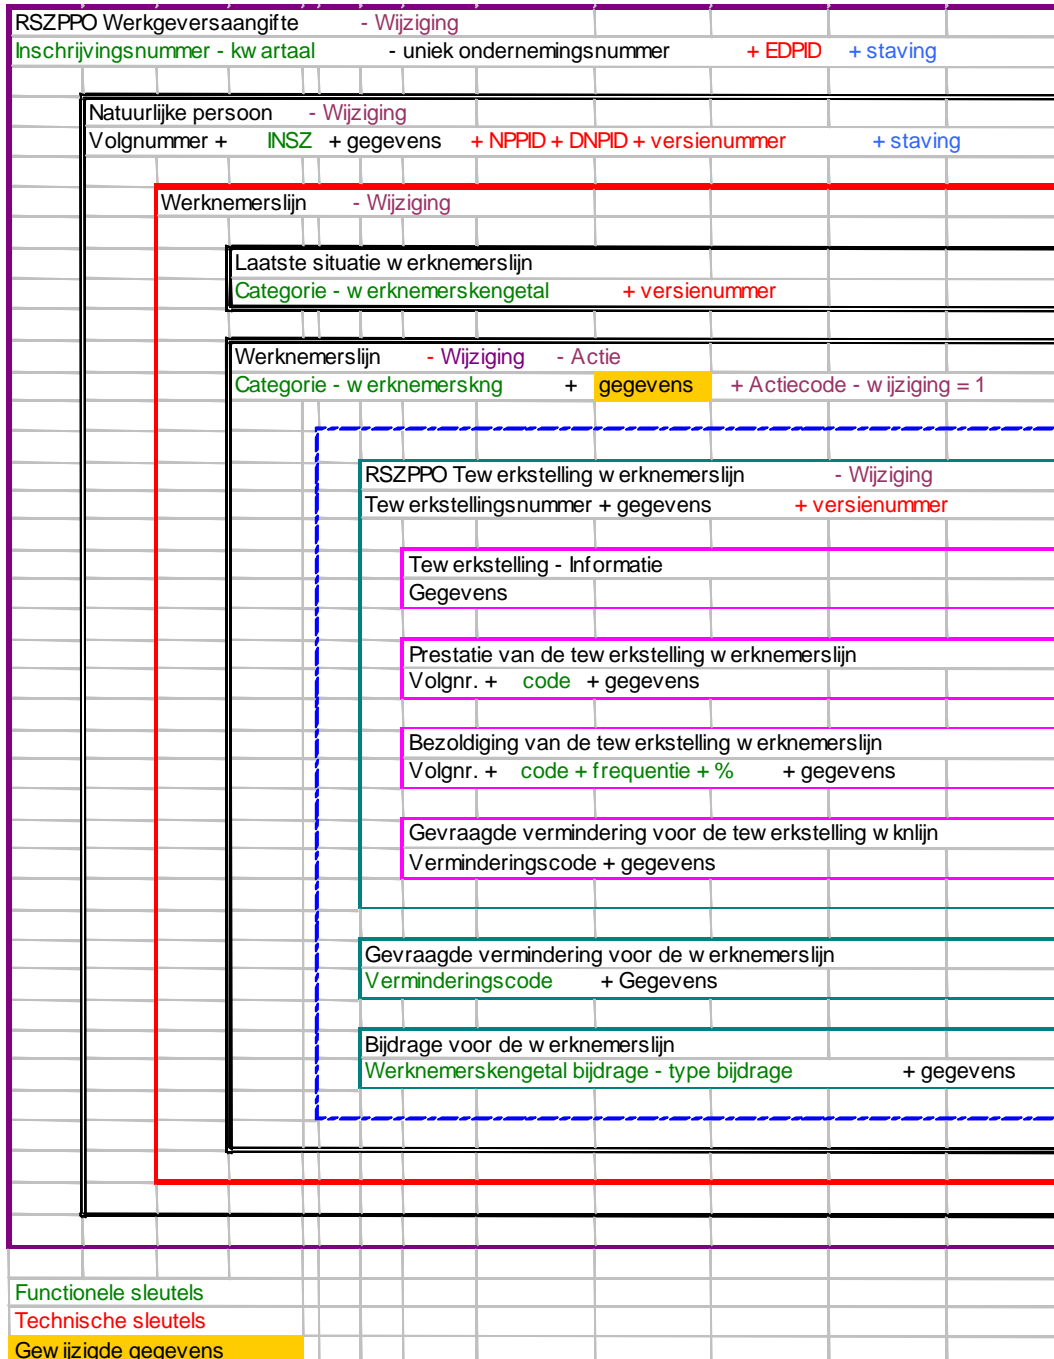 RSZPPO Werkgeversaangifte - Wijziging
Inschrijvingsnummer - kwartaal - uniek ondernemingsnummer + EDPID + staving
Natuurlijke persoon - Wijziging
Volgnummer + INSZ + gegevens + NPPID + DNPID + versienummer + staving
Werknemerslijn - Wijziging
Laatste situatie werknemerslijn
Categorie - werknemerskengetal + versienummer
Werknemerslijn - Wijziging - Actie
Categorie - werknemerskng + gegevens + Actiecode - wijziging = 1
RSZPPO Tewerkstelling werknemerslijn - Wijziging
Tewerkstellingsnummer + gegevens + versienummer
Tewerkstelling - Informatie
Gegevens
Prestatie van de tewerkstelling werknemerslijn
Volgnr. + code + gegevens
Bezoldiging van de tewerkstelling werknemerslijn
Volgnr. + code + frequentie + % + gegevens
Gevraagde vermindering voor de tewerkstelling wknlijn
Verminderingscode + gegevens
Gevraagde vermindering voor de werknemerslijn
Verminderingscode + Gegevens
Bijdrage voor de werknemerslijn
Werknemerskengetal bijdrage - type bijdrage + gegevens
Functionele sleutels
Technische sleutels
Gewijzigde gegevens